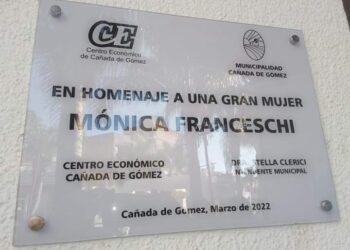 CE
Centro Económico
de Cañada de Gómez
MUNICIPALIDAD
CAÑADA DE GÓMEZ
EN HOMENAJE A UNA GRAN MUJER
MÓNICA FRANCESCHI
CENTRO ECONÓMICO
CAÑADA DE GÓMEZ
DRA. STELLA CLERICI
INTENDENTE MUNICIPAL
Cañada de Gómez, Marzo de 2022